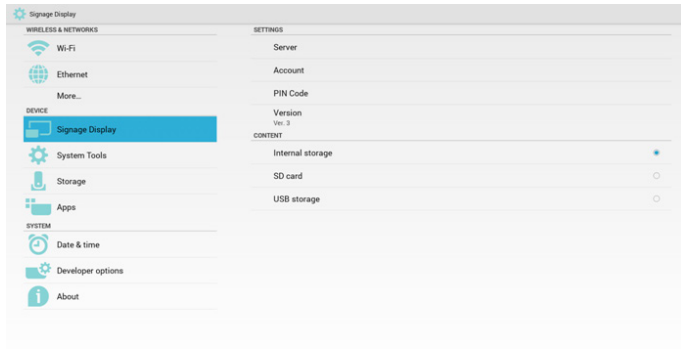 Signage Display
WIRELESS & NETWORKS
Wi-Fi
Ethernet
More...
DEVICE
Signage Display
System Tools
Storage
Apps
SYSTEM
Date & time
Developer options
About
SETTINGS
Server
Account
PIN Code
Version
Ver. 3
CONTENT
Internal storage
SD card
USB storage